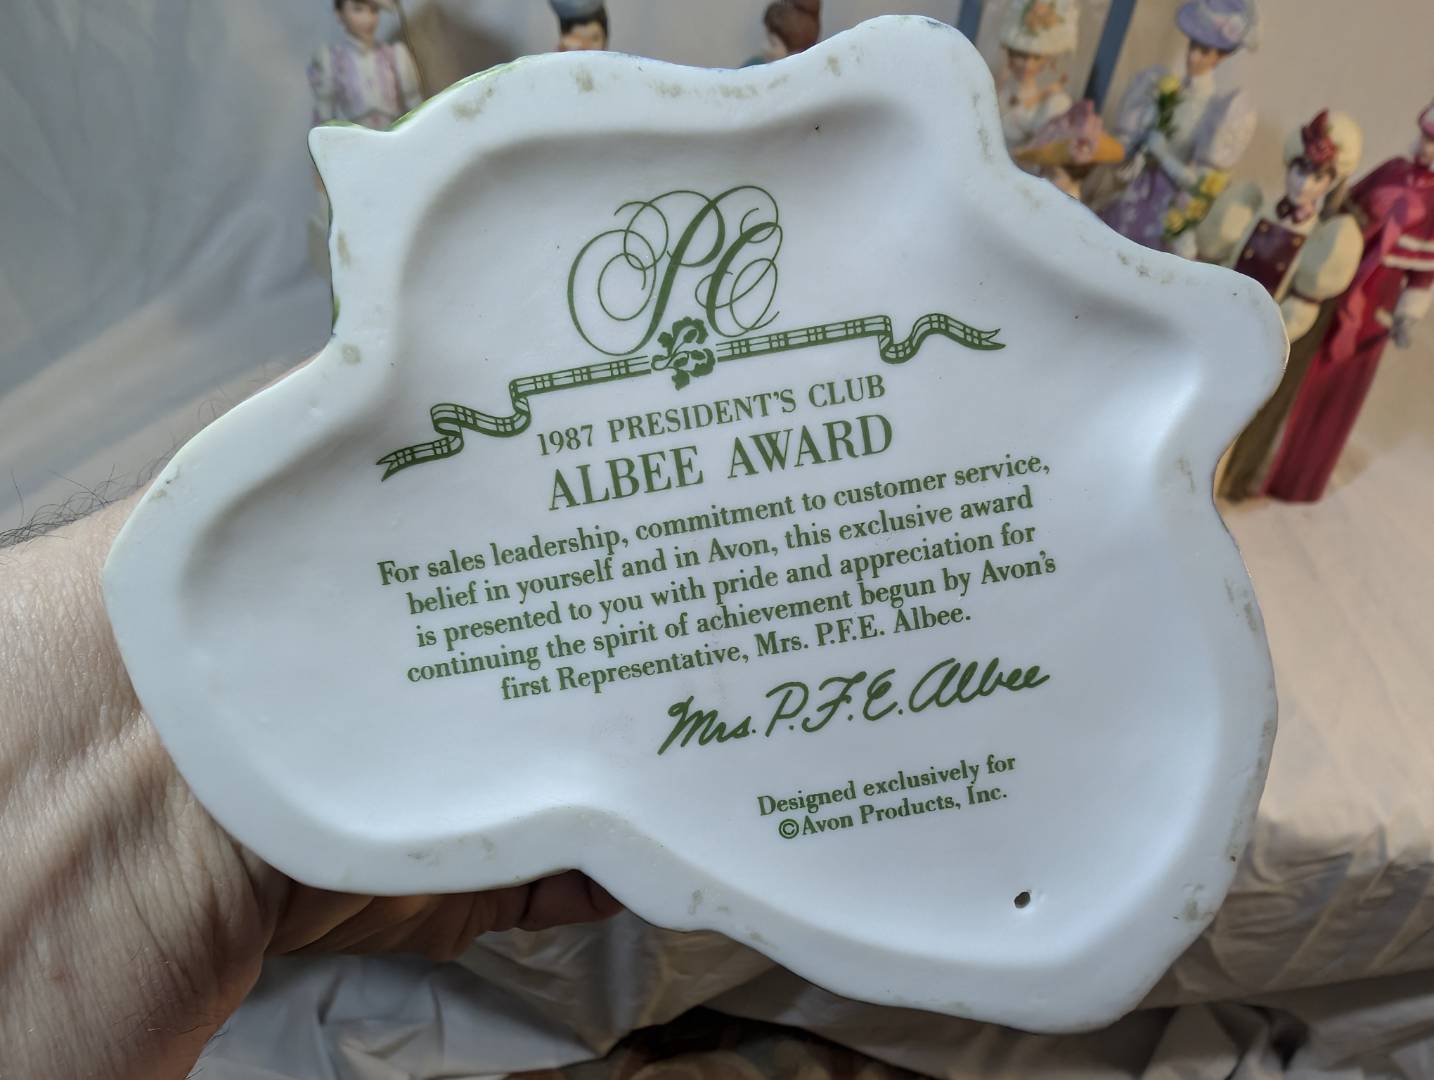 PC
1987 PRESIDENT'S CLUB
ALBEE AWARD
For sales leadership, commitment to customer service,
belief in yourself and in Avon, this exclusive award
is presented to you with pride and appreciation for
continuing the spirit of achievement begun by Avon's
first Representative, Mrs. P.F.E. Albee.
Mrs. P.F.E. Albee
Designed exclusively for
©Avon Products, Inc.